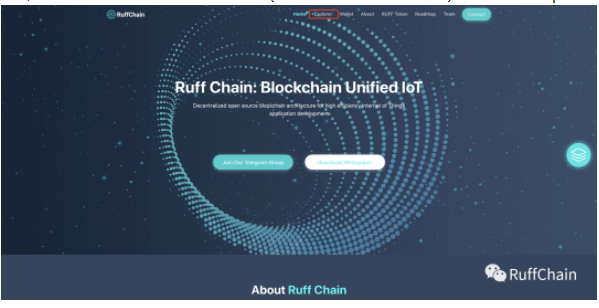 RuffChain
Home Explorer Wallet About RUFF Token Roadmap Team Contact
Ruff Chain: Blockchain Unified IoT
Decentralized open source blockchain architecture for high efficiency Internet of Things
application development
Join Our Telegram Group Download Whitepaper
RuffChain
About Ruff Chain